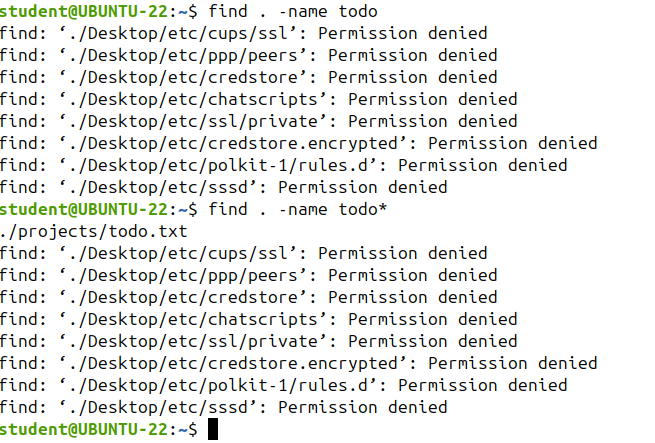 student@UBUNTU-22:~$ find . -name todo
find: ‘./Desktop/etc/cups/ssl’: Permission denied
find: ‘./Desktop/etc/ppp/peers’: Permission denied
find: ‘./Desktop/etc/credstore’: Permission denied
find: ‘./Desktop/etc/chatscripts’: Permission denied
find: ‘./Desktop/etc/ssl/private’: Permission denied
find: ‘./Desktop/etc/credstore.encrypted’: Permission denied
find: ‘./Desktop/etc/polkit-1/rules.d’: Permission denied
find: ‘./Desktop/etc/sssd’: Permission denied
student@UBUNTU-22:~$ find . -name todo*
./projects/todo.txt
find: ‘./Desktop/etc/cups/ssl’: Permission denied
find: ‘./Desktop/etc/ppp/peers’: Permission denied
find: ‘./Desktop/etc/credstore’: Permission denied
find: ‘./Desktop/etc/chatscripts’: Permission denied
find: ‘./Desktop/etc/ssl/private’: Permission denied
find: ‘./Desktop/etc/credstore.encrypted’: Permission denied
find: ‘./Desktop/etc/polkit-1/rules.d’: Permission denied
find: ‘./Desktop/etc/sssd’: Permission denied
student@UBUNTU-22:~$